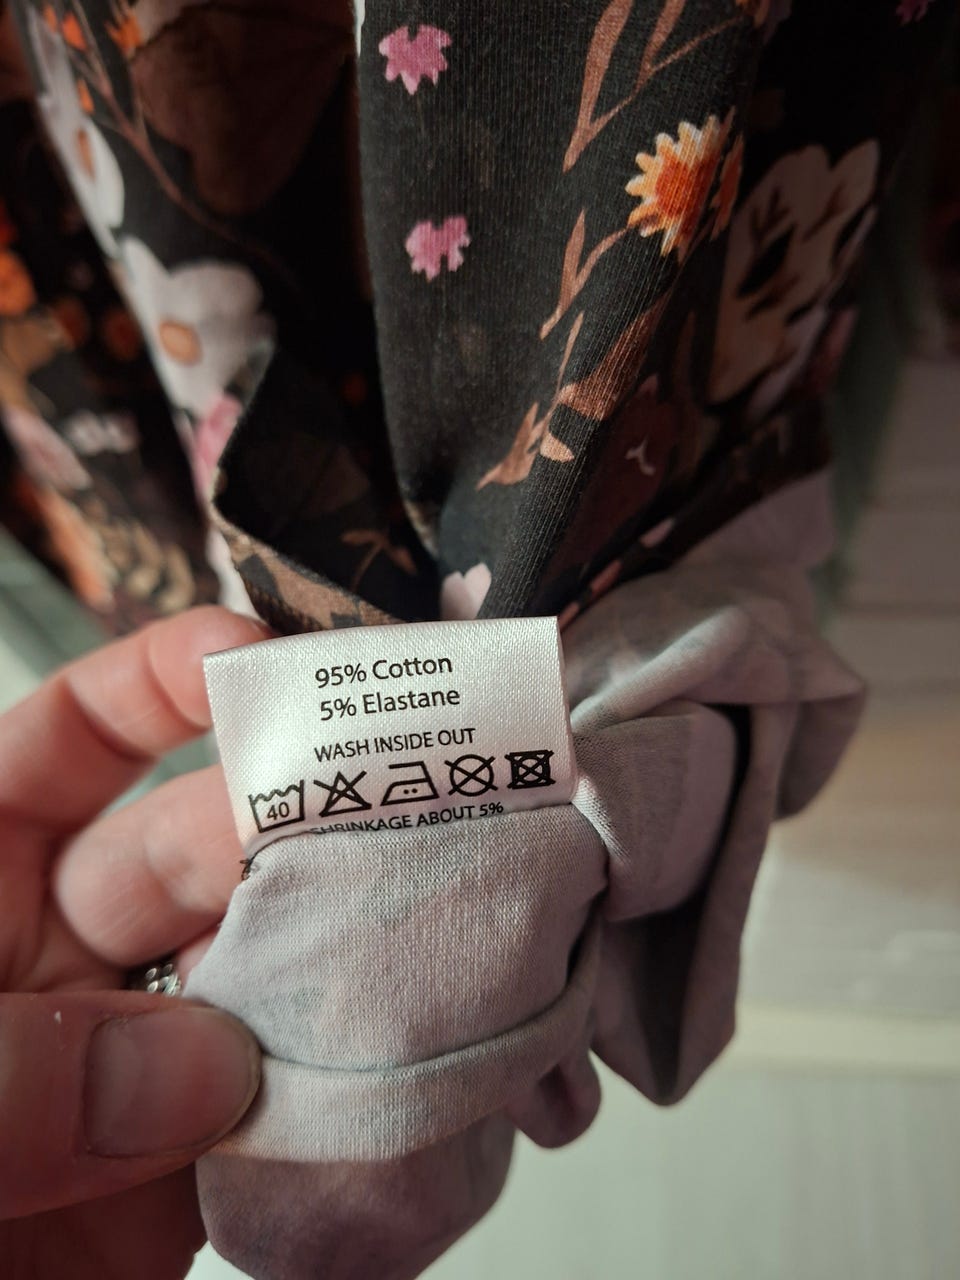 95% Cotton
5% Elastane
WASH INSIDE OUT
40
SHRINKAGE ABOUT 5%